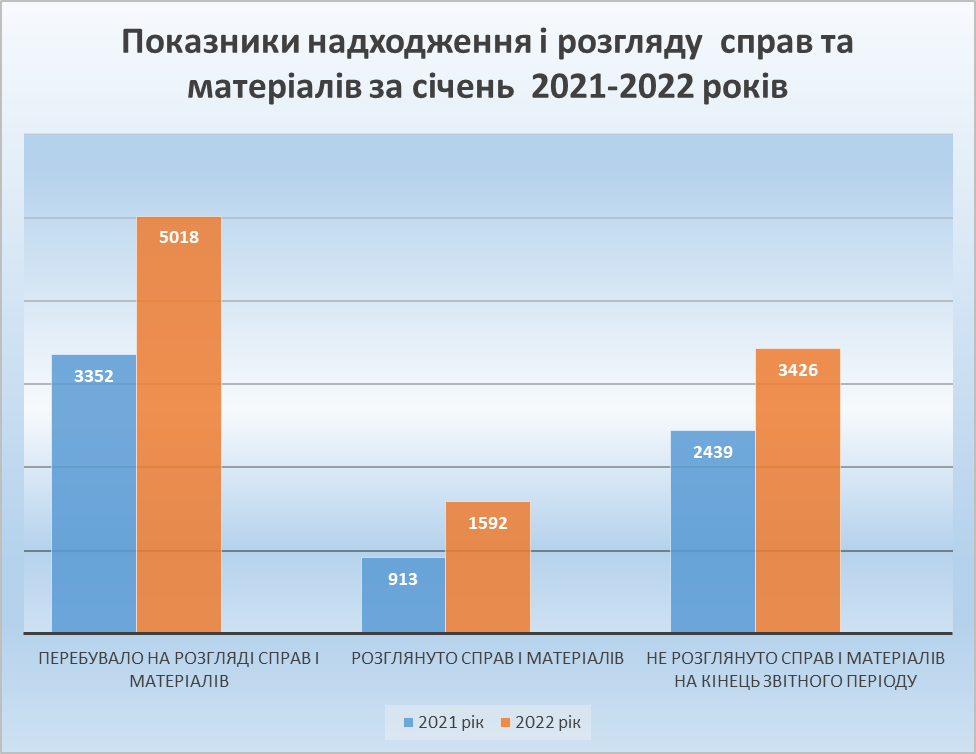 Показники надходження і розгляду справ та
матеріалів за січень 2021-2022 років
5018
3352
3426
2439
1592
913
ПЕРЕБУВАЛО НА РОЗГЛЯДІ СПРАВ І
МАТЕРІАЛІВ
РОЗГЛЯНУТО СПРАВ І МАТЕРІАЛІВ
НЕ РОЗГЛЯНУТО СПРАВ І МАТЕРІАЛІВ
НА КІНЕЦЬ ЗВІТНОГО ПЕРІОДУ
2021 рік
2022 рік